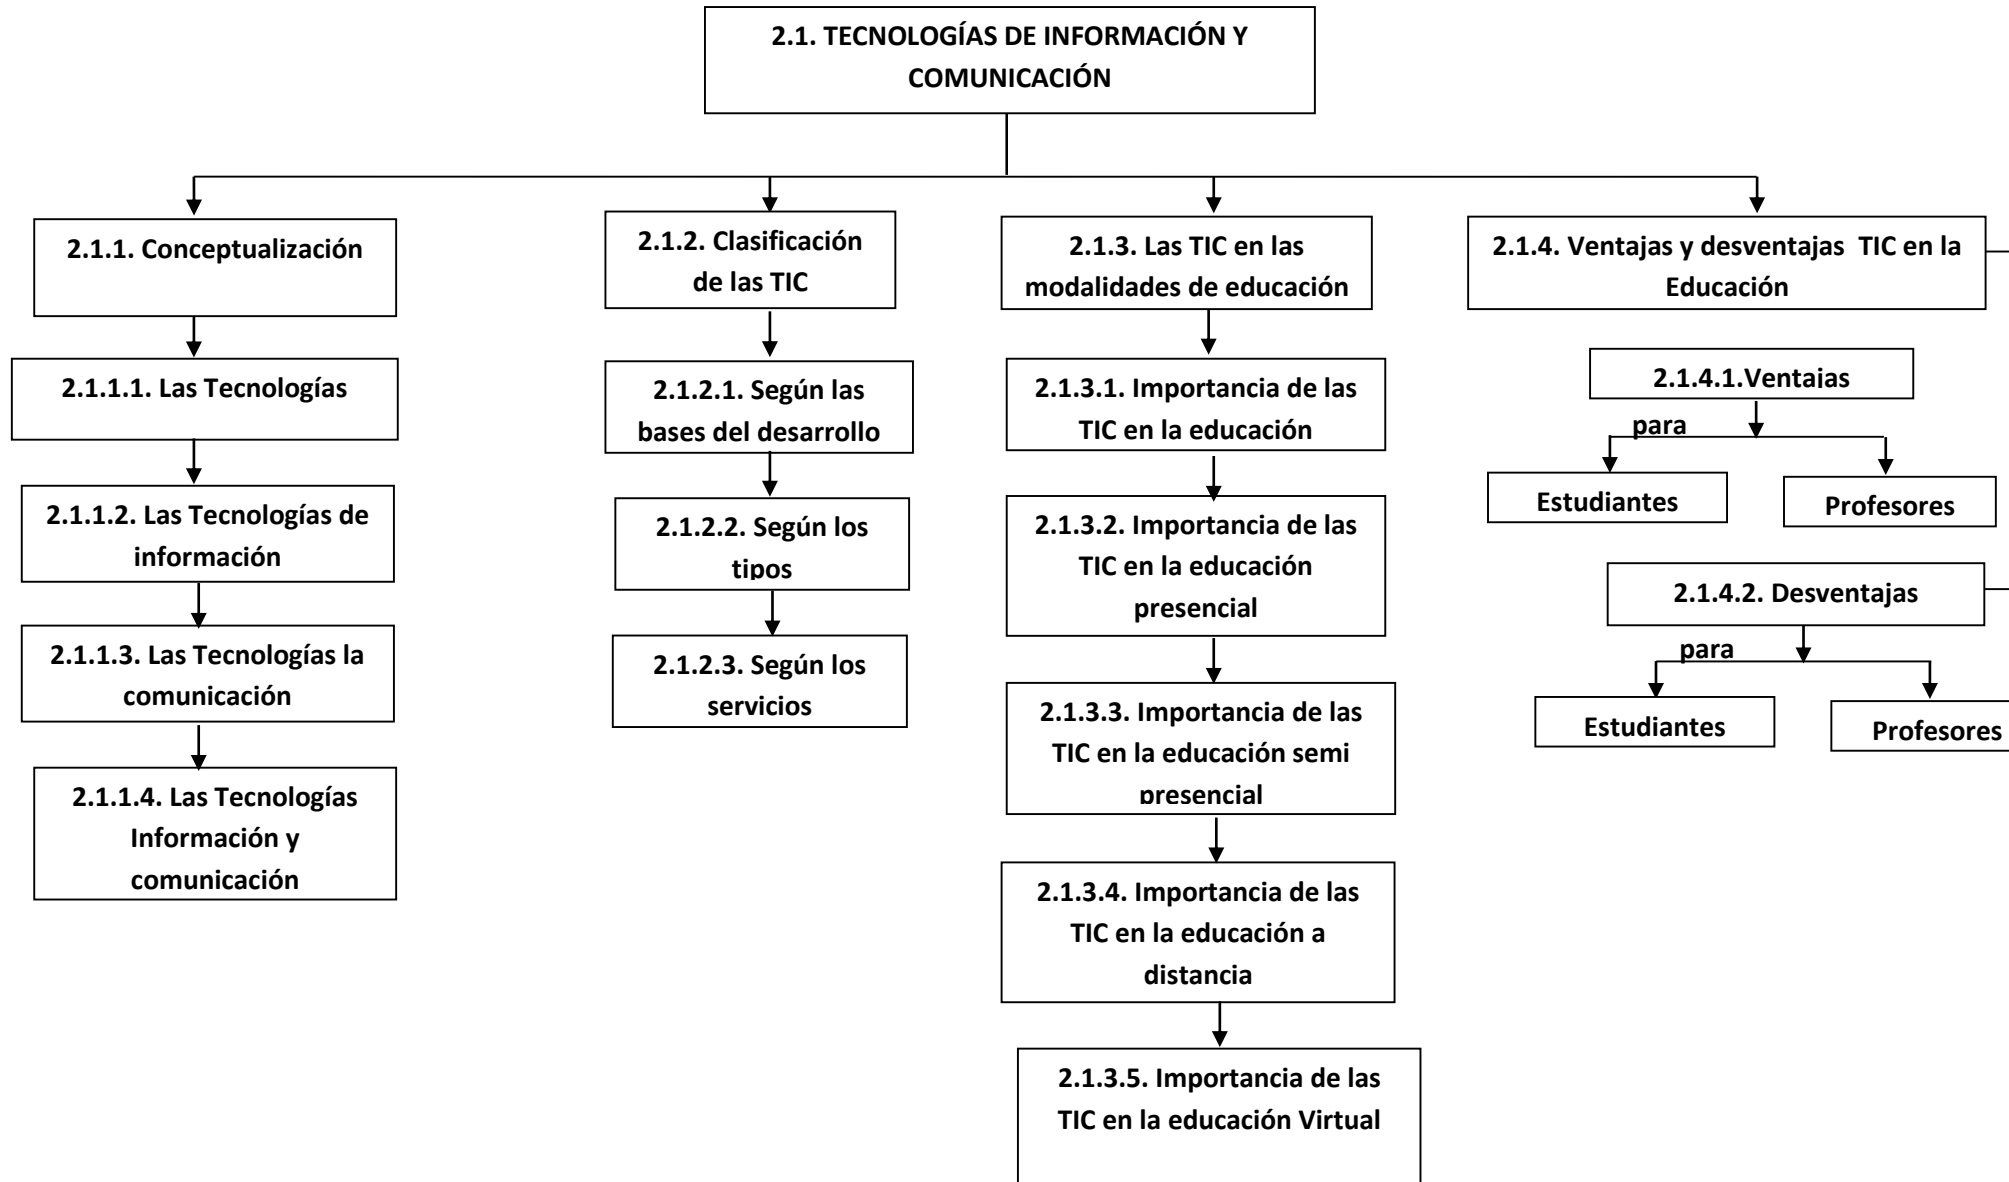 2.1. TECNOLOGÍAS DE INFORMACIÓN Y
COMUNICACIÓN
2.1.1. Conceptualización
2.1.1.1. Las Tecnologías
2.1.1.2. Las Tecnologías de
información
2.1.1.3. Las Tecnologías la
comunicación
2.1.1.4. Las Tecnologías
Información y
comunicación
2.1.2. Clasificación
de las TIC
2.1.2.1. Según las
bases del desarrollo
2.1.2.2. Según los
tipos
2.1.2.3. Según los
servicios
2.1.3. Las TIC en las
modalidades de educación
2.1.3.1. Importancia de las
TIC en la educación
2.1.3.2. Importancia de las
TIC en la educación
presencial
2.1.3.3. Importancia de las
TIC en la educación semi
presencial
2.1.3.4. Importancia de las
TIC en la educación a
distancia
2.1.3.5. Importancia de las
TIC en la educación Virtual
2.1.4. Ventajas y desventajas  TIC en la
Educación
2.1.4.1.Ventajas
para
Estudiantes
Profesores
2.1.4.2. Desventajas
para
Estudiantes
Profesores